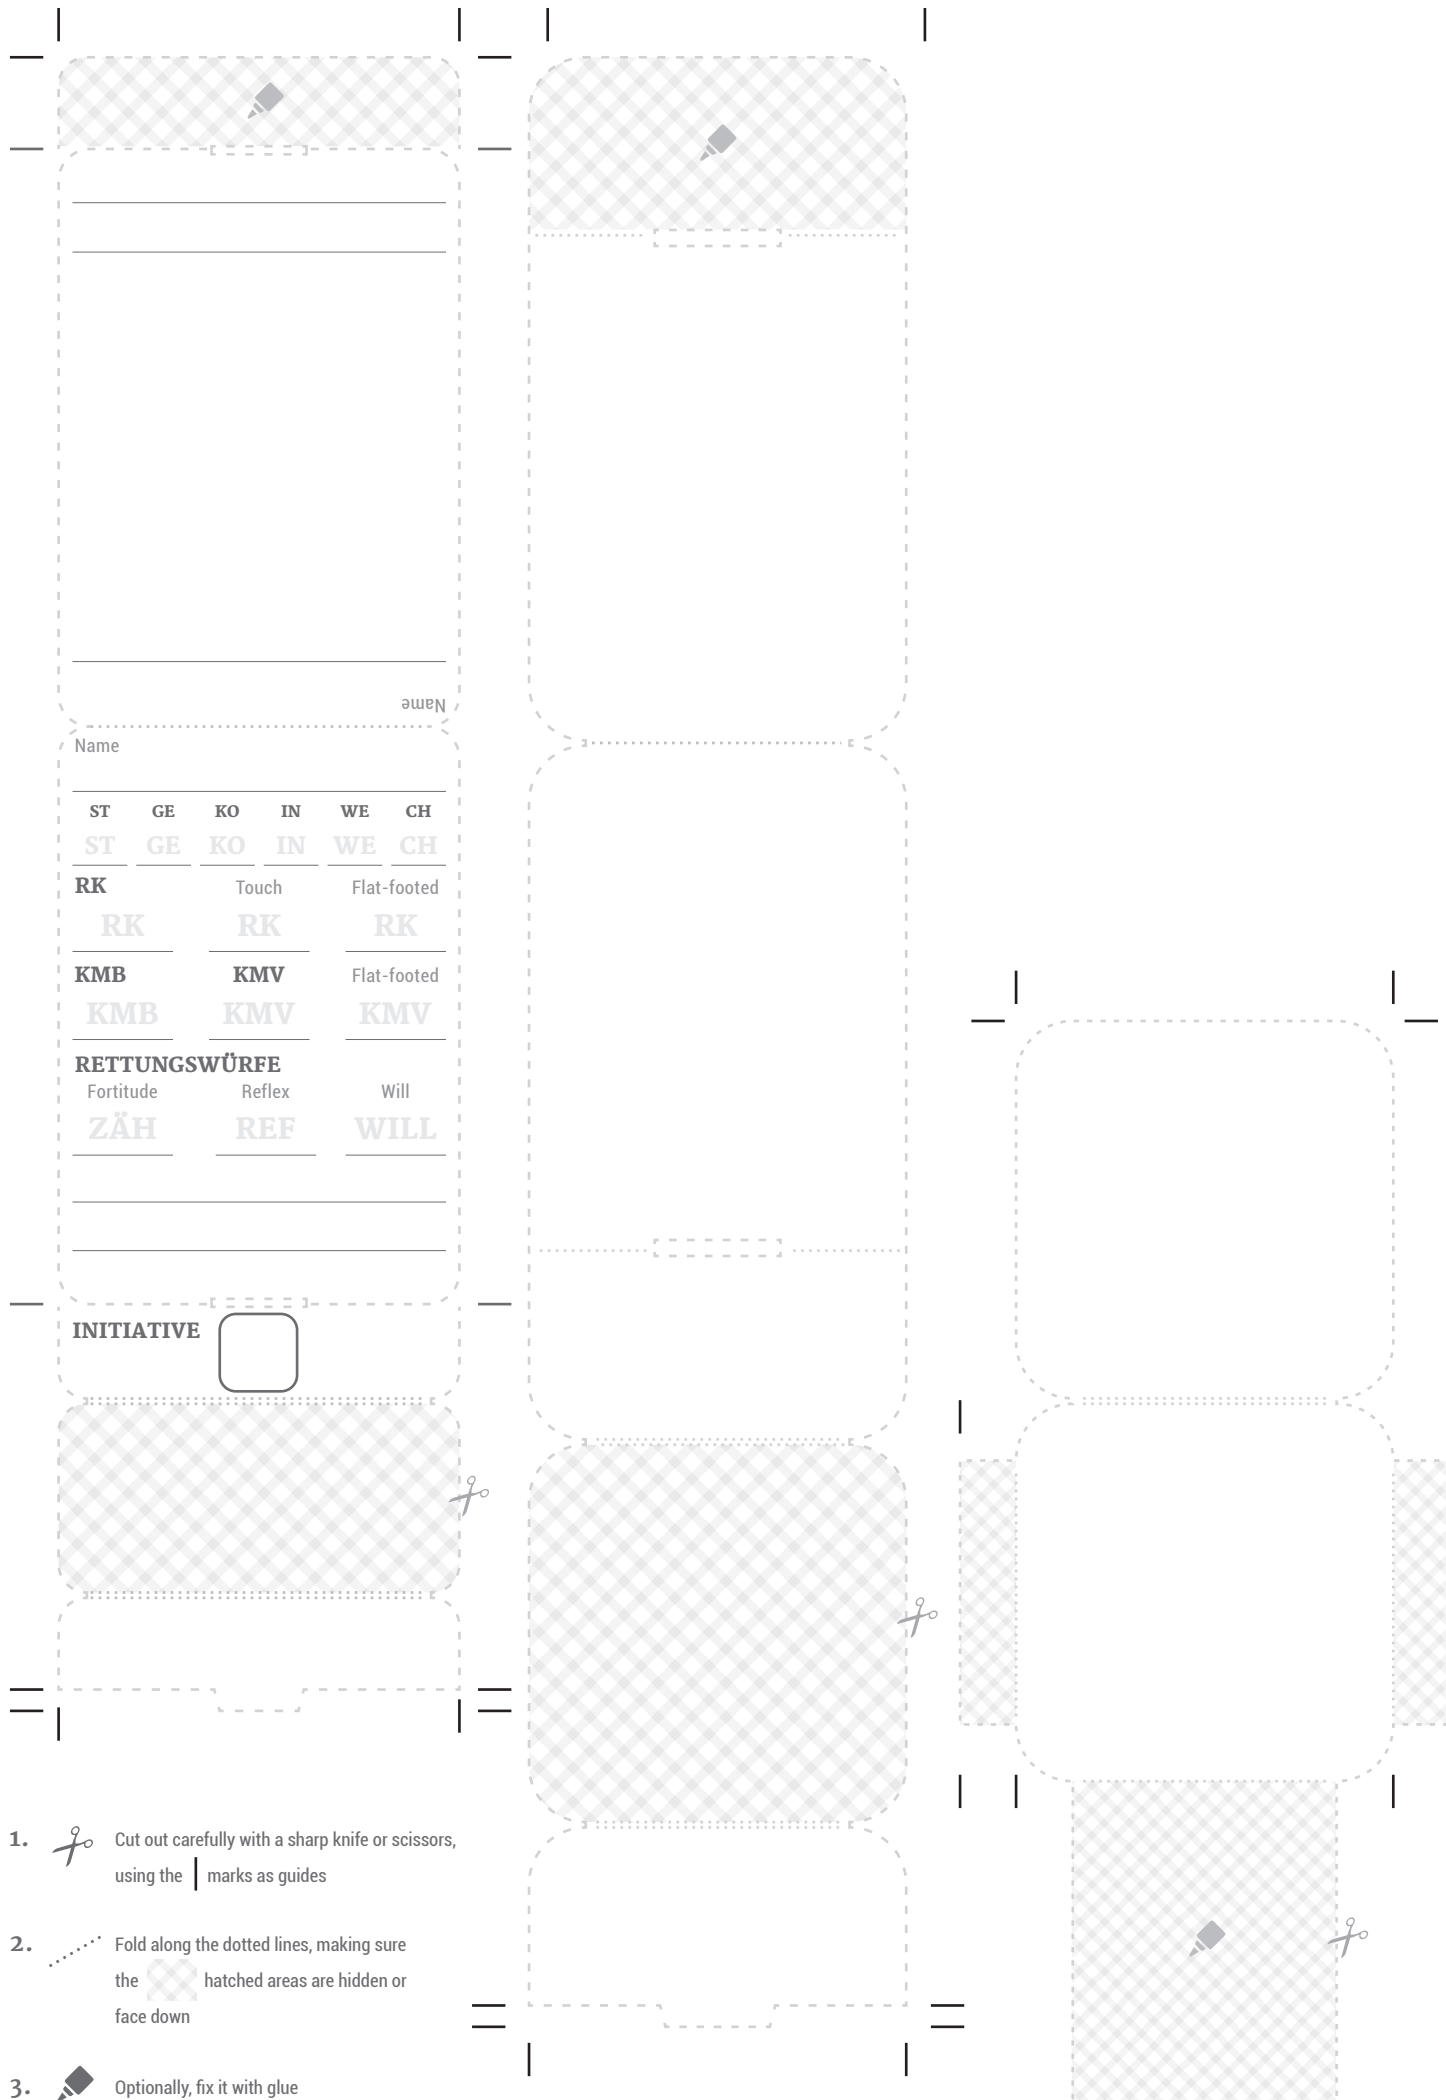 Name
Name
ST GE KO IN WE CH
ST GE KO IN WE CH
RK Touch Flat-footed
RK RK RK
KMB KMV Flat-footed
KMB KMV KMV
RETTUNGSWÜRFE
Fortitude Reflex Will
ZÄH REF WILL
INITIATIVE
1. Cut out carefully with a sharp knife or scissors,
using the marks as guides
2. Fold along the dotted lines, making sure
the hatched areas are hidden or
face down
3. Optionally, fix it with glue